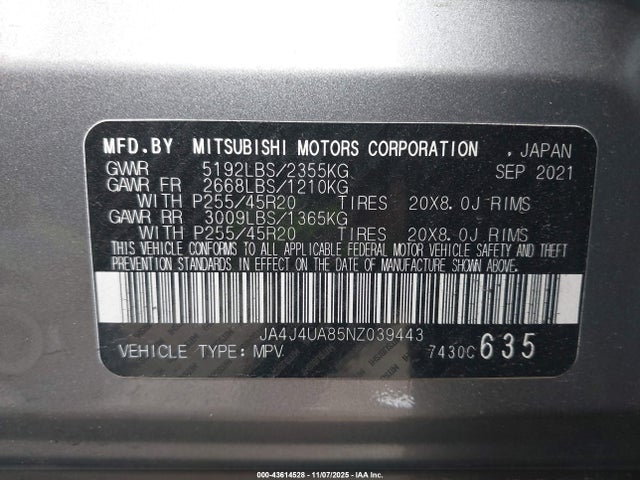 MFD.BY MITSUBISHI MOTORS CORPORATION , JAPAN
GVWR 5192LBS/2355KG SEP 2021
GAWR FR 2668LBS/1210KG
WITH P255/45R20 TIRES 20X8.0J RIMS
GAWR RR 3009LBS/1365KG
WITH P255/45R20 TIRES 20X8.0J RIMS
THIS VEHICLE CONFORMS TO ALL APPLICABLE FEDERAL MOTOR VEHICLE SAFETY AND THEFT
PREVENTION STANDARDS IN EFFECT ON THE DATE OF MANUFACTURE SHOWN ABOVE.
JA4J4UA85NZ039443
VEHICLE TYPE: MPV 7430C 635
000-43614528 - 11/07/2025 - IAA Inc.